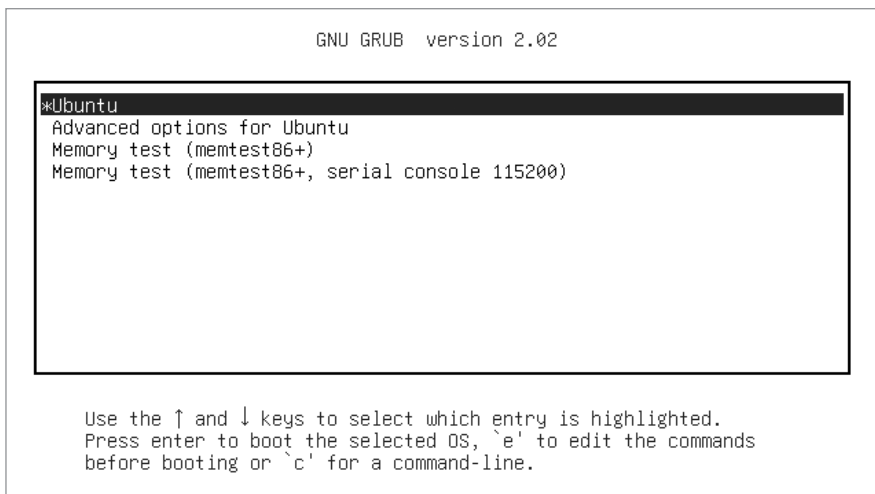 GNU GRUB version 2.02
*Ubuntu
Advanced options for Ubuntu
Memory test (memtest86+)
Memory test (memtest86+, serial console 115200)
Use the ↑ and ↓ keys to select which entry is highlighted.
Press enter to boot the selected OS, `e' to edit the commands
before booting or `c' for a command-line.